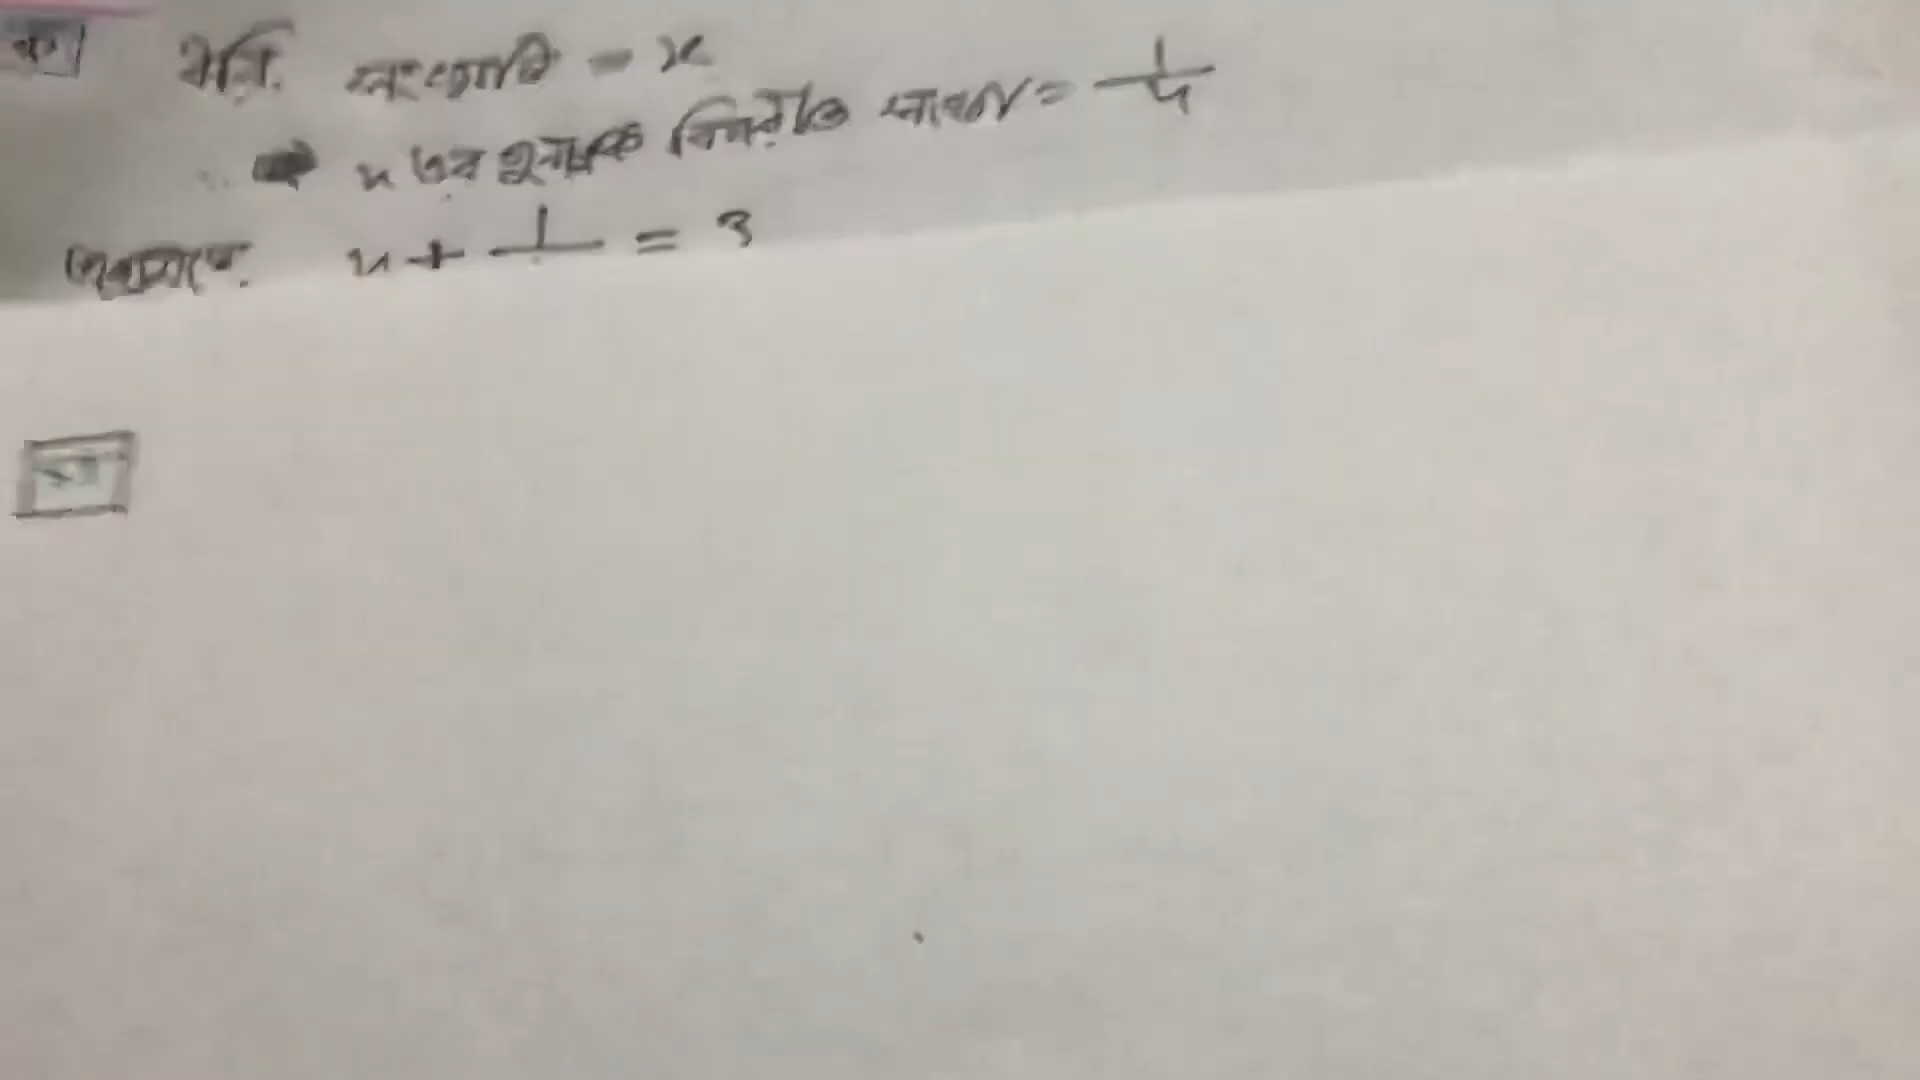 ক
ধরি, সংখ্যাটি = x
x এর গুনাত্মক বিপরীত সংখ্যা = 1/x
প্রশ্নমতে, x + 1/ = 3